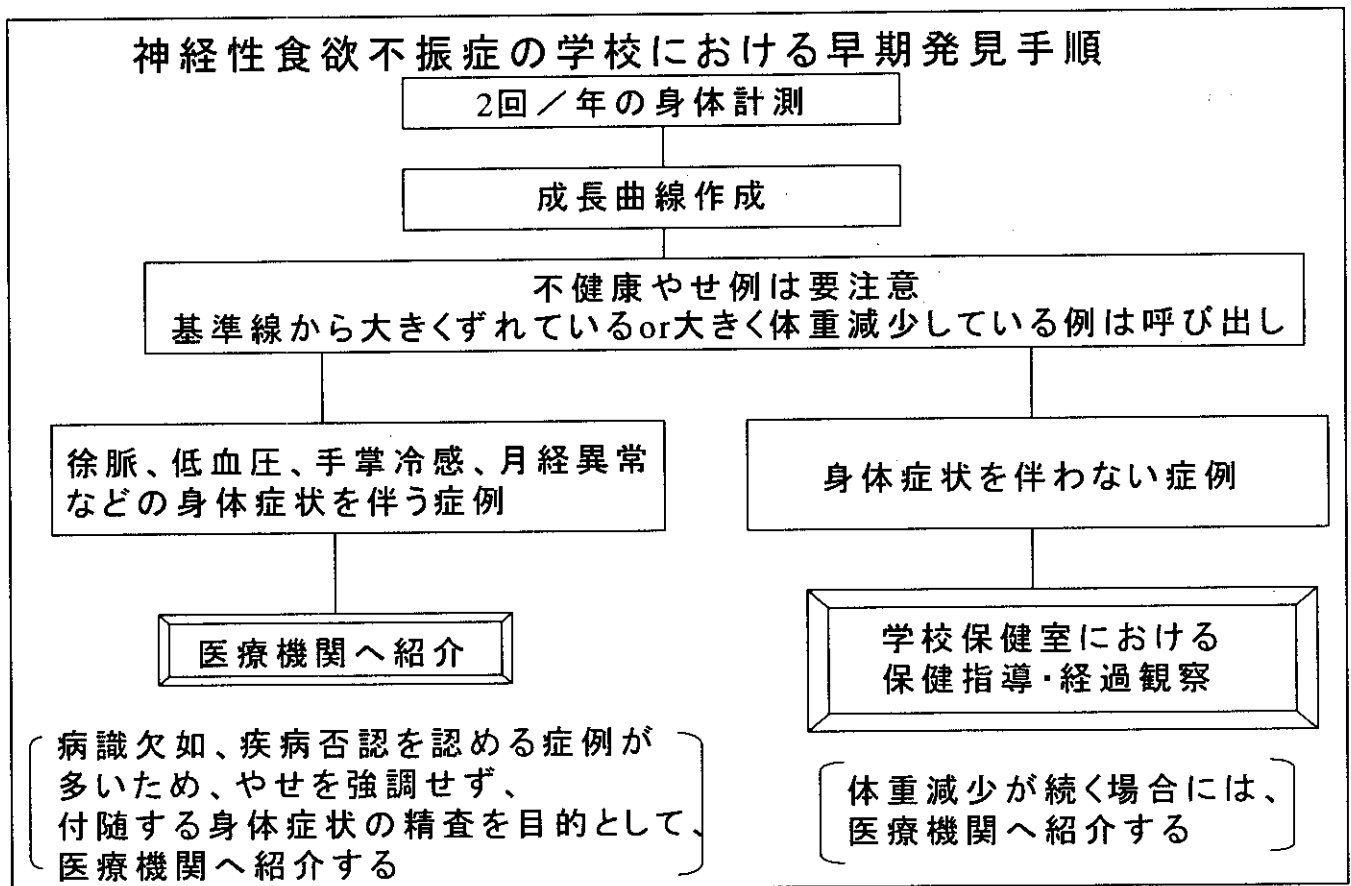 神経性食欲不振症の学校における早期発見手順
2回／年の身体計測
成長曲線作成
不健康やせ例は要注意
基準線から大きくずれているor大きく体重減少している例は呼び出し
徐脈、低血圧、手掌冷感、月経異常
などの身体症状を伴う症例
身体症状を伴わない症例
医療機関へ紹介
学校保健室における
保健指導・経過観察
病識欠如、疾病否認を認める症例が
多いため、やせを強調せず、
付随する身体症状の精査を目的として、
医療機関へ紹介する
体重減少が続く場合には、
医療機関へ紹介する